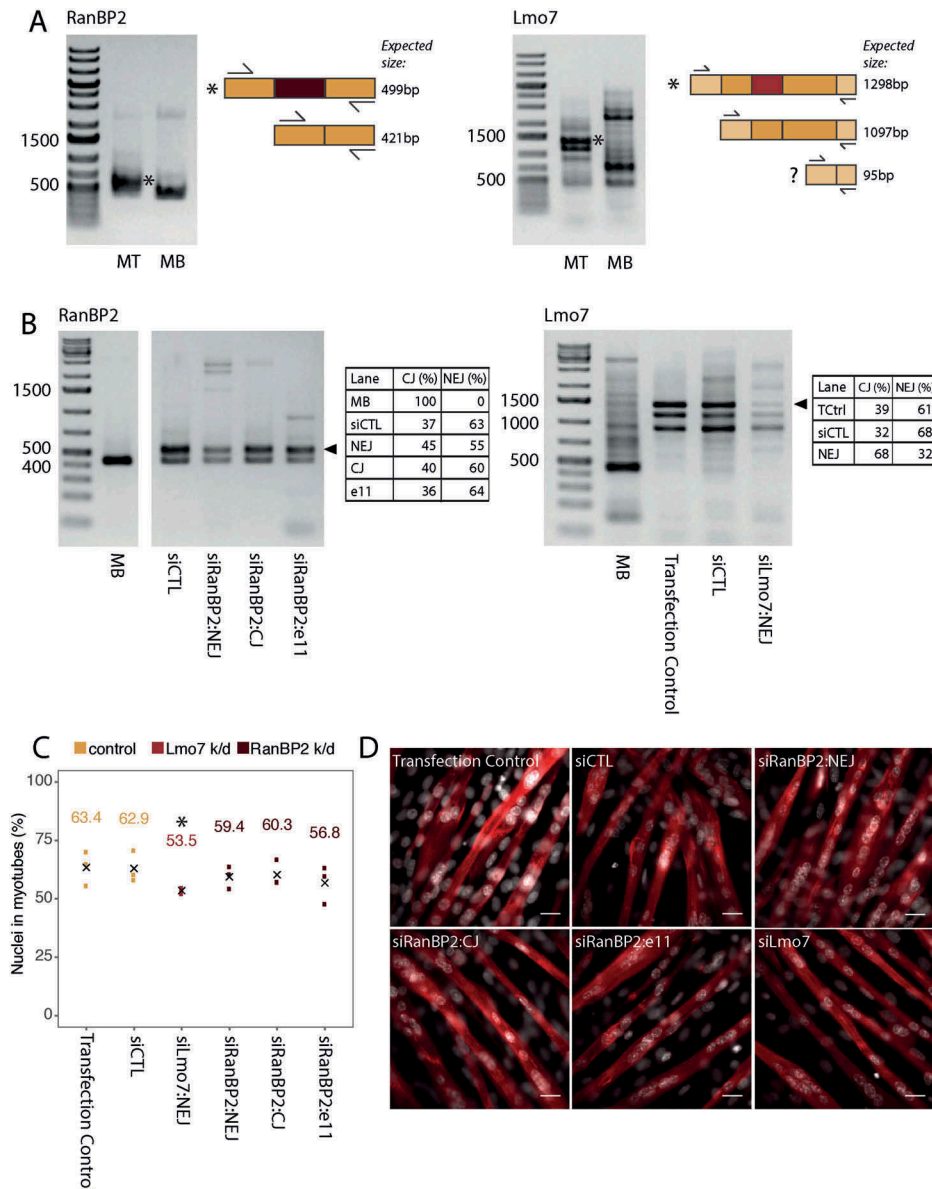 A
RanBP2
1500
500
*
MT MB
Expected
size:
* 499bp
421bp
Lmo7
1500
500
*
MT MB
Expected
size:
* 1298bp
1097bp
? 95bp
B
RanBP2
1500
500
400
MB
siCTL
siRanBP2:NEJ
siRanBP2:CJ
siRanBP2:e11
Lane CJ (%) NEJ (%)
MB 100 0
siCTL 37 63
NEJ 45 55
CJ 40 60
e11 36 64
Lmo7
1500
1000
500
MB
Transfection Control
siCTL
siLmo7:NEJ
Lane CJ (%) NEJ (%)
TCtrl 39 61
siCTL 32 68
NEJ 68 32
C
control Lmo7 k/d RanBP2 k/d
Nuclei in myotubes (%)
100
75
50
25
0
63.4 62.9 * 53.5 59.4 60.3 56.8
Transfection Contro
siCTL
siLmo7:NEJ
siRanBP2:NEJ
siRanBP2:CJ
siRanBP2:e11
D
Transfection Control siCTL siRanBP2:NEJ
siRanBP2:CJ siRanBP2:e11 siLmo7